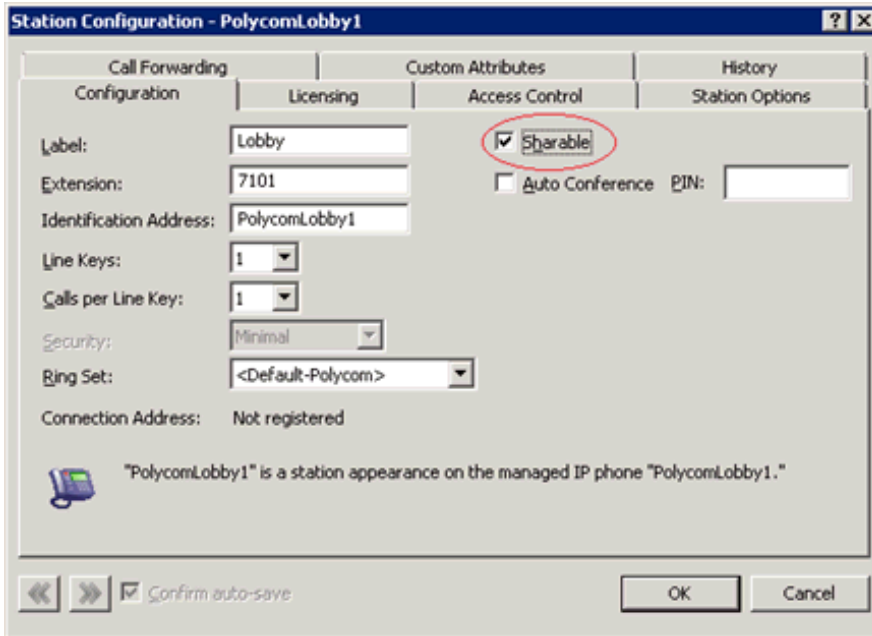 Station Configuration - PolycomLobby1
Call Forwarding
Custom Attributes
History
Configuration
Licensing
Access Control
Station Options
Label:
Lobby
Sharable
Extension:
7101
Auto Conference
PIN:
Identification Address:
PolycomLobby1
Line Keys:
1
Calls per Line Key:
1
Security:
Minimal
Ring Set:
<Default-Polycom>
Connection Address:
Not registered
"PolycomLobby1" is a station appearance on the managed IP phone "PolycomLobby1."
Confirm auto-save
OK
Cancel